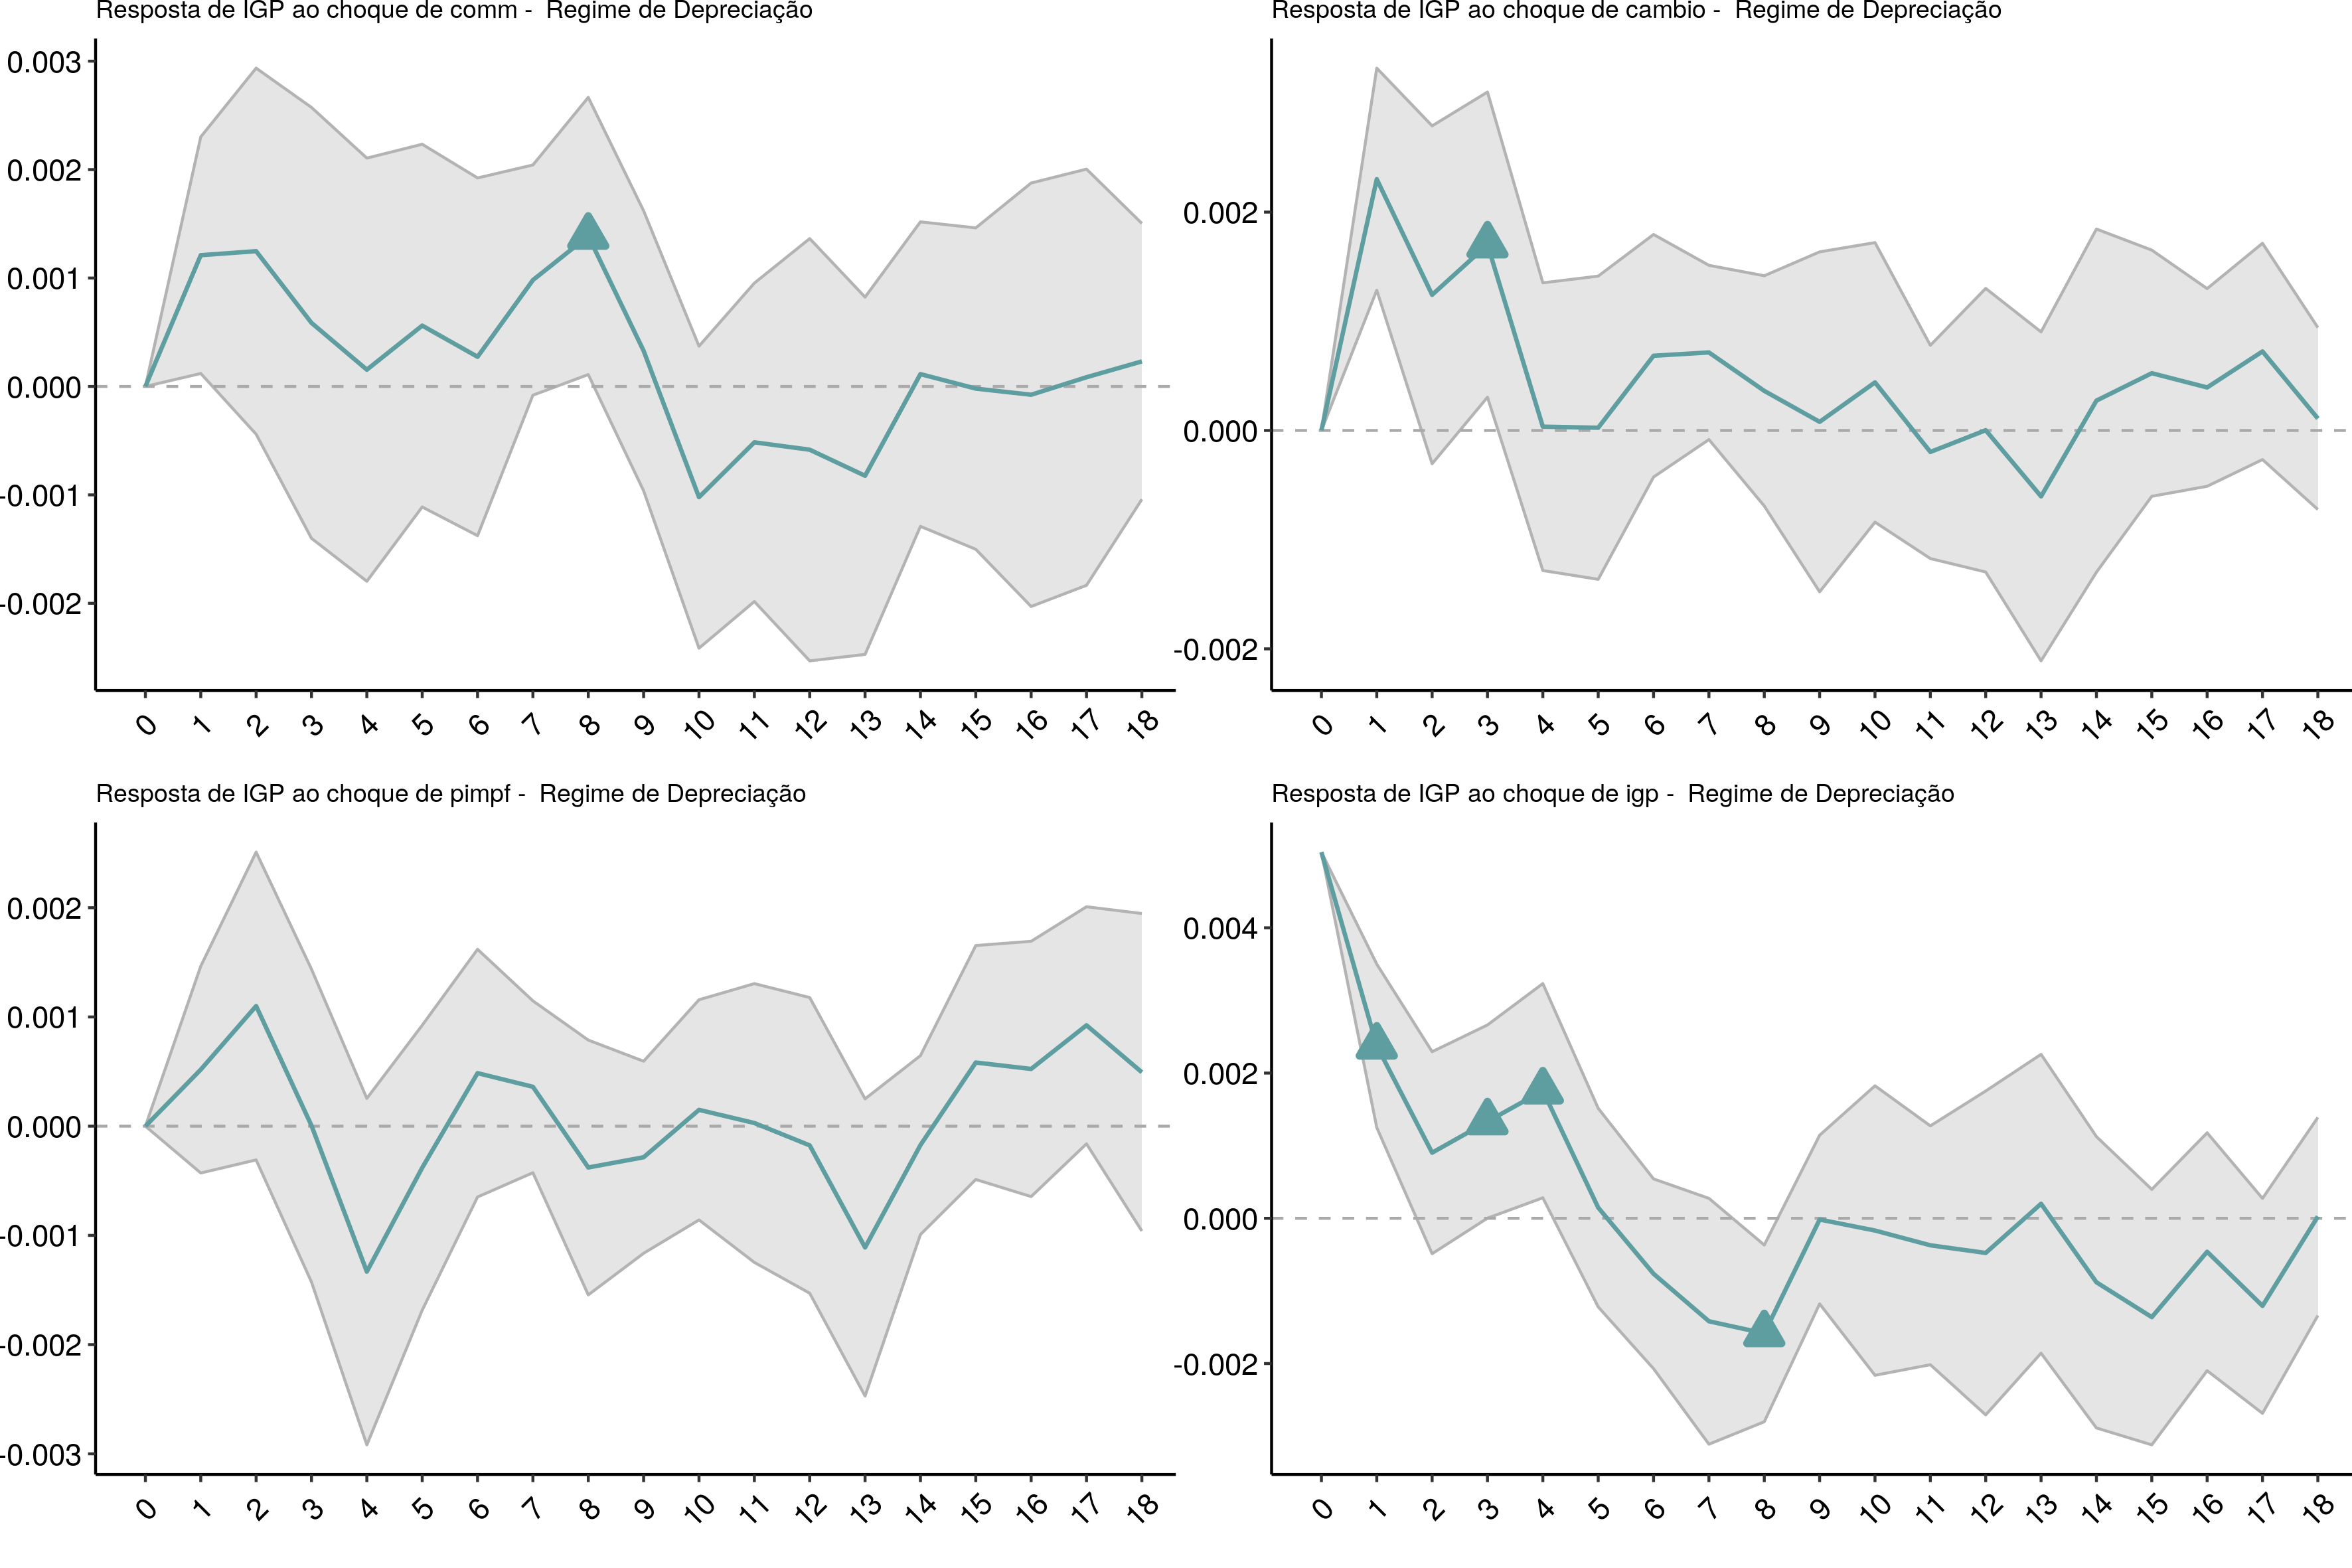 Resposta de IGP ao choque de comm - Regime de Depreciação
0.003
0.002
0.001
0.000
-0.001
-0.002
0 1 2 3 4 5 6 7 8 9 10 11 12 13 14 15 16 17 18
Resposta de IGP ao choque de cambio - Regime de Depreciação
0.002
0.000
-0.002
0 1 2 3 4 5 6 7 8 9 10 11 12 13 14 15 16 17 18
Resposta de IGP ao choque de pimpf - Regime de Depreciação
0.002
0.001
0.000
-0.001
-0.002
-0.003
0 1 2 3 4 5 6 7 8 9 10 11 12 13 14 15 16 17 18
Resposta de IGP ao choque de igp - Regime de Depreciação
0.004
0.002
0.000
-0.002
0 1 2 3 4 5 6 7 8 9 10 11 12 13 14 15 16 17 18